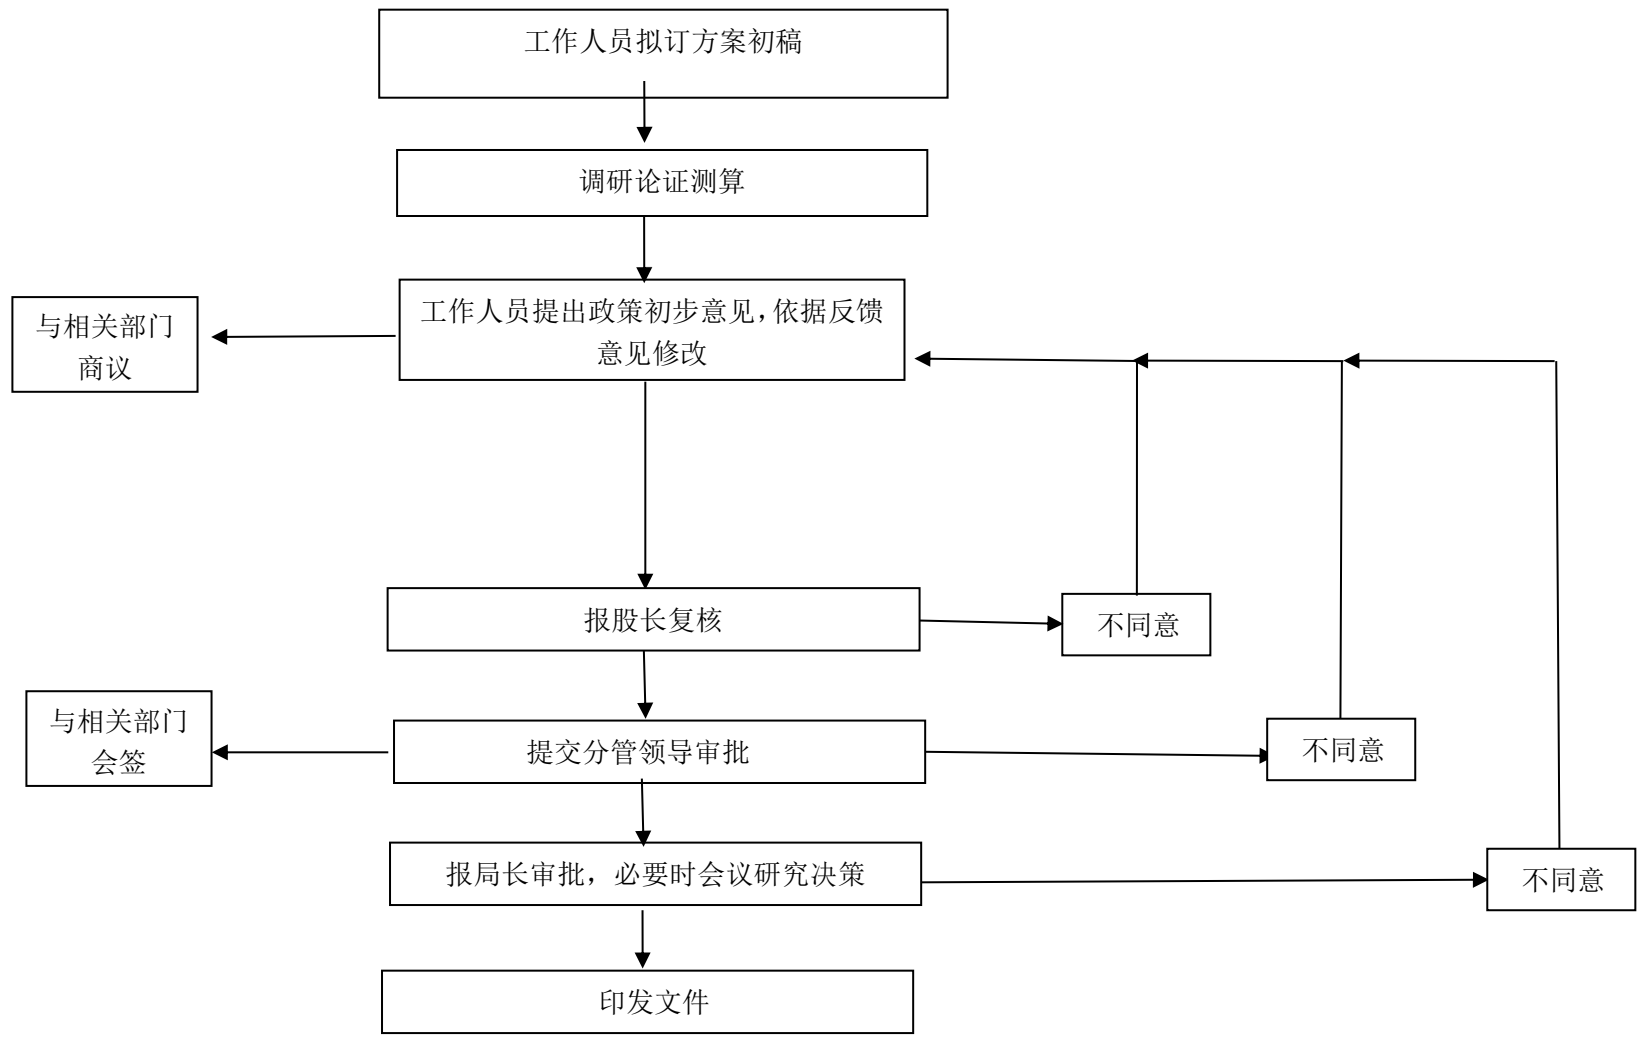 工作人员拟订方案初稿
调研论证测算
工作人员提出政策初步意见，依据反馈
意见修改
与相关部门
商议
报股长复核
不同意
与相关部门
会签
提交分管领导审批
不同意
报局长审批，必要时会议研究决策
不同意
印发文件